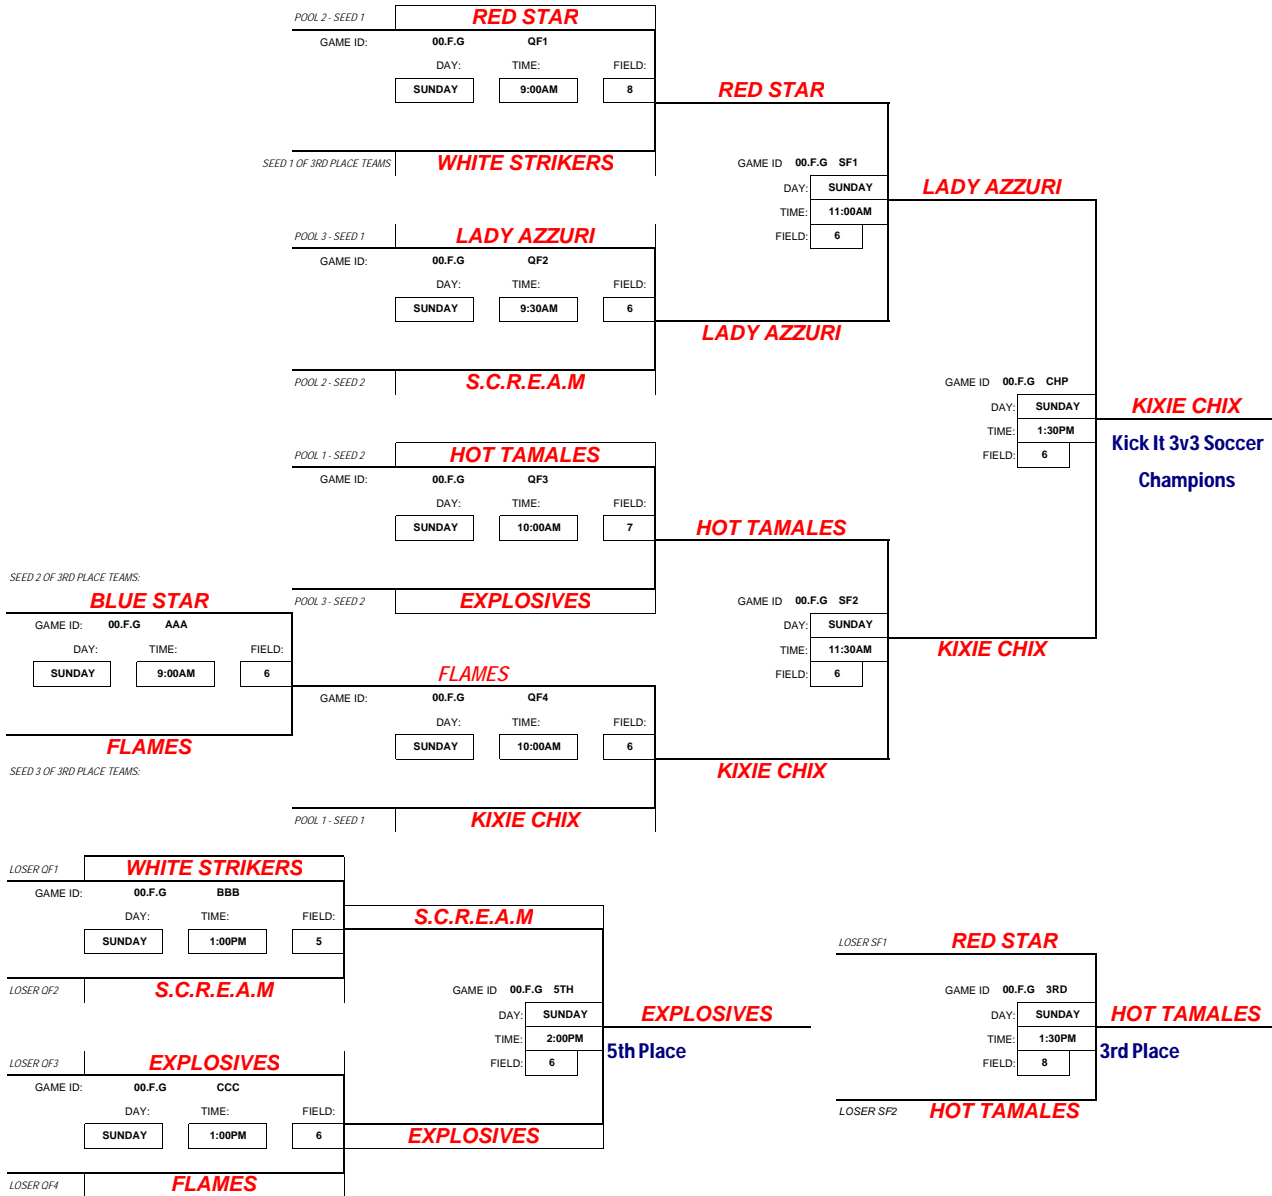 POOL 2 - SEED 1 RED STAR
GAME ID: 00.F.G QF1
DAY: TIME: FIELD:
SUNDAY 9:00AM 8
SEED 1 OF 3RD PLACE TEAMS WHITE STRIKERS
RED STAR
GAME ID 00.F.G SF1
DAY: SUNDAY
TIME: 11:00AM
FIELD: 6
POOL 3 - SEED 1 LADY AZZURI
GAME ID: 00.F.G QF2
DAY: TIME: FIELD:
SUNDAY 9:30AM 6
POOL 2 - SEED 2 S.C.R.E.A.M
LADY AZZURI
LADY AZZURI
GAME ID 00.F.G CHP
DAY: SUNDAY
TIME: 1:30PM
FIELD: 6
KIXIE CHIX
Kick It 3v3 Soccer
Champions
POOL 1 - SEED 2 HOT TAMALES
GAME ID: 00.F.G QF3
DAY: TIME: FIELD:
SUNDAY 10:00AM 7
POOL 3 - SEED 2 EXPLOSIVES
HOT TAMALES
GAME ID 00.F.G SF2
DAY: SUNDAY
TIME: 11:30AM
FIELD: 6
KIXIE CHIX
SEED 2 OF 3RD PLACE TEAMS:
BLUE STAR
GAME ID: 00.F.G AAA
DAY: TIME: FIELD:
SUNDAY 9:00AM 6
FLAMES
SEED 3 OF 3RD PLACE TEAMS:
FLAMES
GAME ID: 00.F.G QF4
DAY: TIME: FIELD:
SUNDAY 10:00AM 6
POOL 1 - SEED 1 KIXIE CHIX
KIXIE CHIX
LOSER QF1 WHITE STRIKERS
GAME ID: 00.F.G BBB
DAY: TIME: FIELD:
SUNDAY 1:00PM 5
LOSER QF2 S.C.R.E.A.M
S.C.R.E.A.M
GAME ID 00.F.G 5TH
DAY: SUNDAY
TIME: 2:00PM
FIELD: 6
EXPLOSIVES
5th Place
LOSER QF3 EXPLOSIVES
GAME ID: 00.F.G CCC
DAY: TIME: FIELD:
SUNDAY 1:00PM 6
LOSER QF4 FLAMES
EXPLOSIVES
LOSER SF1 RED STAR
GAME ID 00.F.G 3RD
DAY: SUNDAY
TIME: 1:30PM
FIELD: 8
LOSER SF2 HOT TAMALES
HOT TAMALES
3rd Place